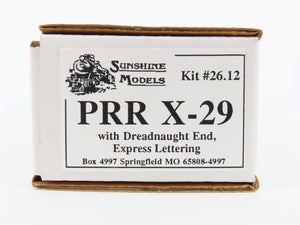 SUNSHINE
MODELS
Kit #26.12
PRR X-29
with Dreadnaught End,
Express Lettering
Box 4997 Springfield MO 65808-4997